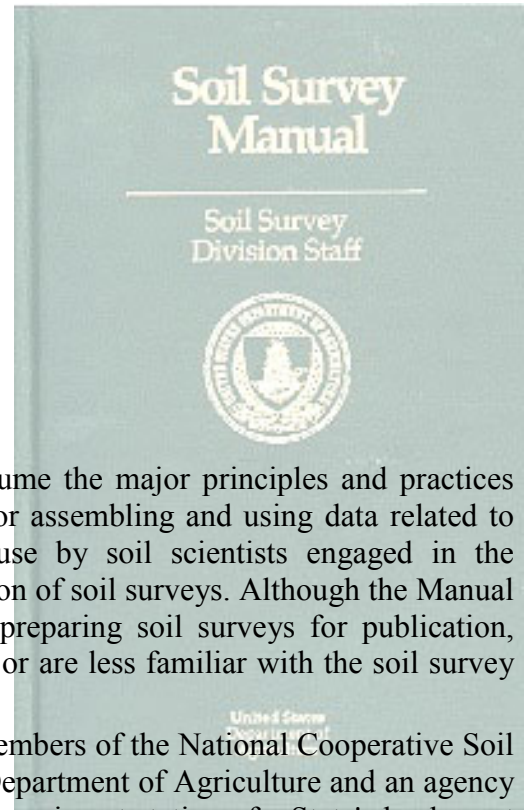 Soil Survey
Manual
Soil Survey
Division Staff
ume the major principles and practices
or assembling and using data related to
use by soil scientists engaged in the
on of soil surveys. Although the Manual
preparing soil surveys for publication,
or are less familiar with the soil survey
United States
Department of
embers of the National Cooperative Soil
Department of Agriculture and an agency